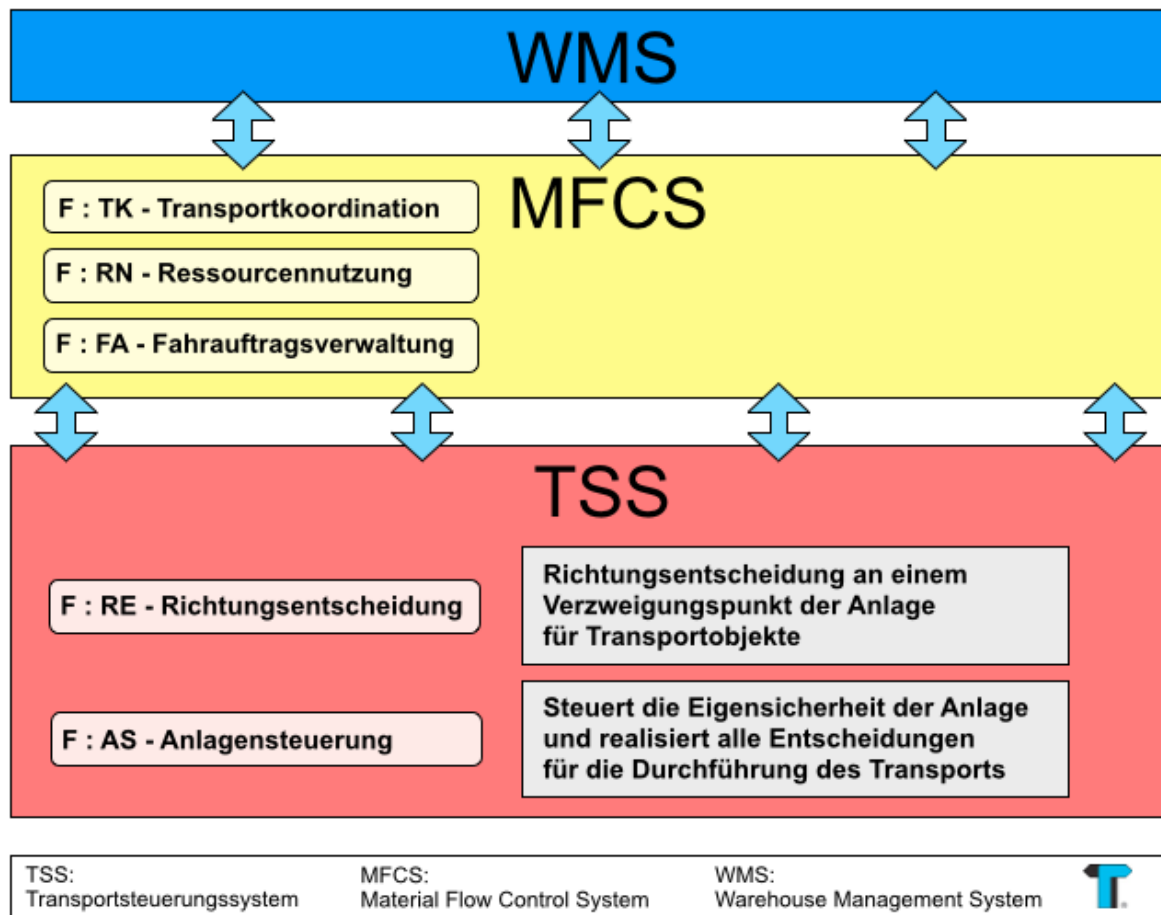 WMS
MFCS
F : TK - Transportkoordination
F : RN - Ressourcennutzung
F : FA - Fahrauftragsverwaltung
TSS
F : RE - Richtungsentscheidung
Richtungsentscheidung an einem
Verzweigungspunkt der Anlage
für Transportobjekte
F : AS - Anlagensteuerung
Steuert die Eigensicherheit der Anlage
und realisiert alle Entscheidungen
für die Durchführung des Transports
TSS:
Transportsteuerungssystem
MFCS:
Material Flow Control System
WMS:
Warehouse Management System